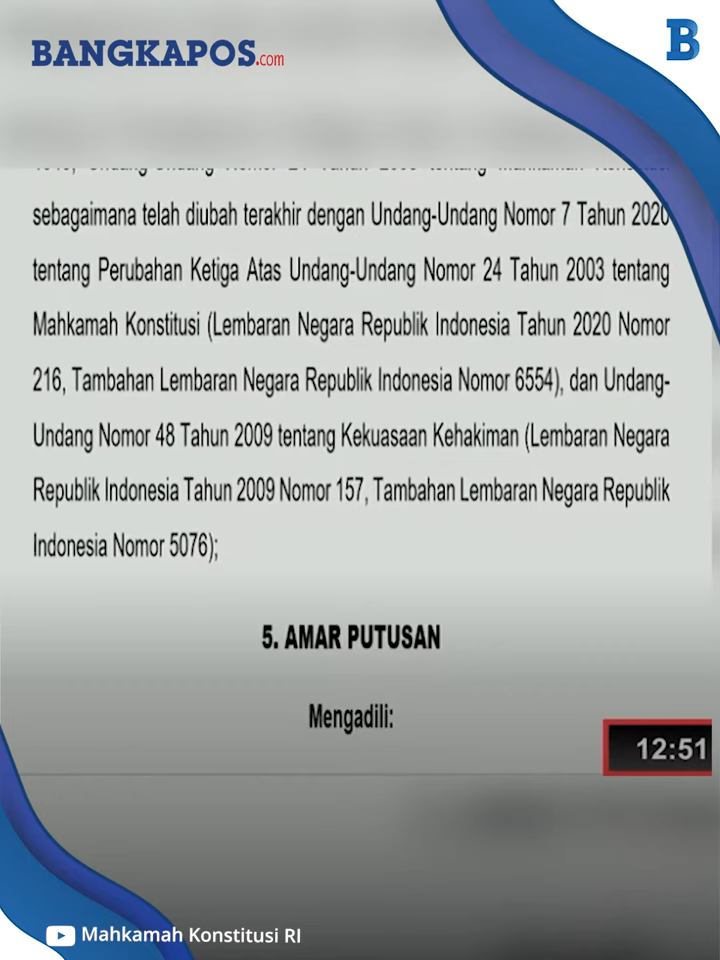 BANGKAPOS.com
B
sebagaimana telah diubah terakhir dengan Undang-Undang Nomor 7 Tahun 2020
tentang Perubahan Ketiga Atas Undang-Undang Nomor 24 Tahun 2003 tentang
Mahkamah Konstitusi (Lembaran Negara Republik Indonesia Tahun 2020 Nomor
216, Tambahan Lembaran Negara Republik Indonesia Nomor 6554), dan Undang-
Undang Nomor 48 Tahun 2009 tentang Kekuasaan Kehakiman (Lembaran Negara
Republik Indonesia Tahun 2009 Nomor 157, Tambahan Lembaran Negara Republik
Indonesia Nomor 5076);
5. AMAR PUTUSAN
Mengadili:
12:51
Mahkamah Konstitusi RI